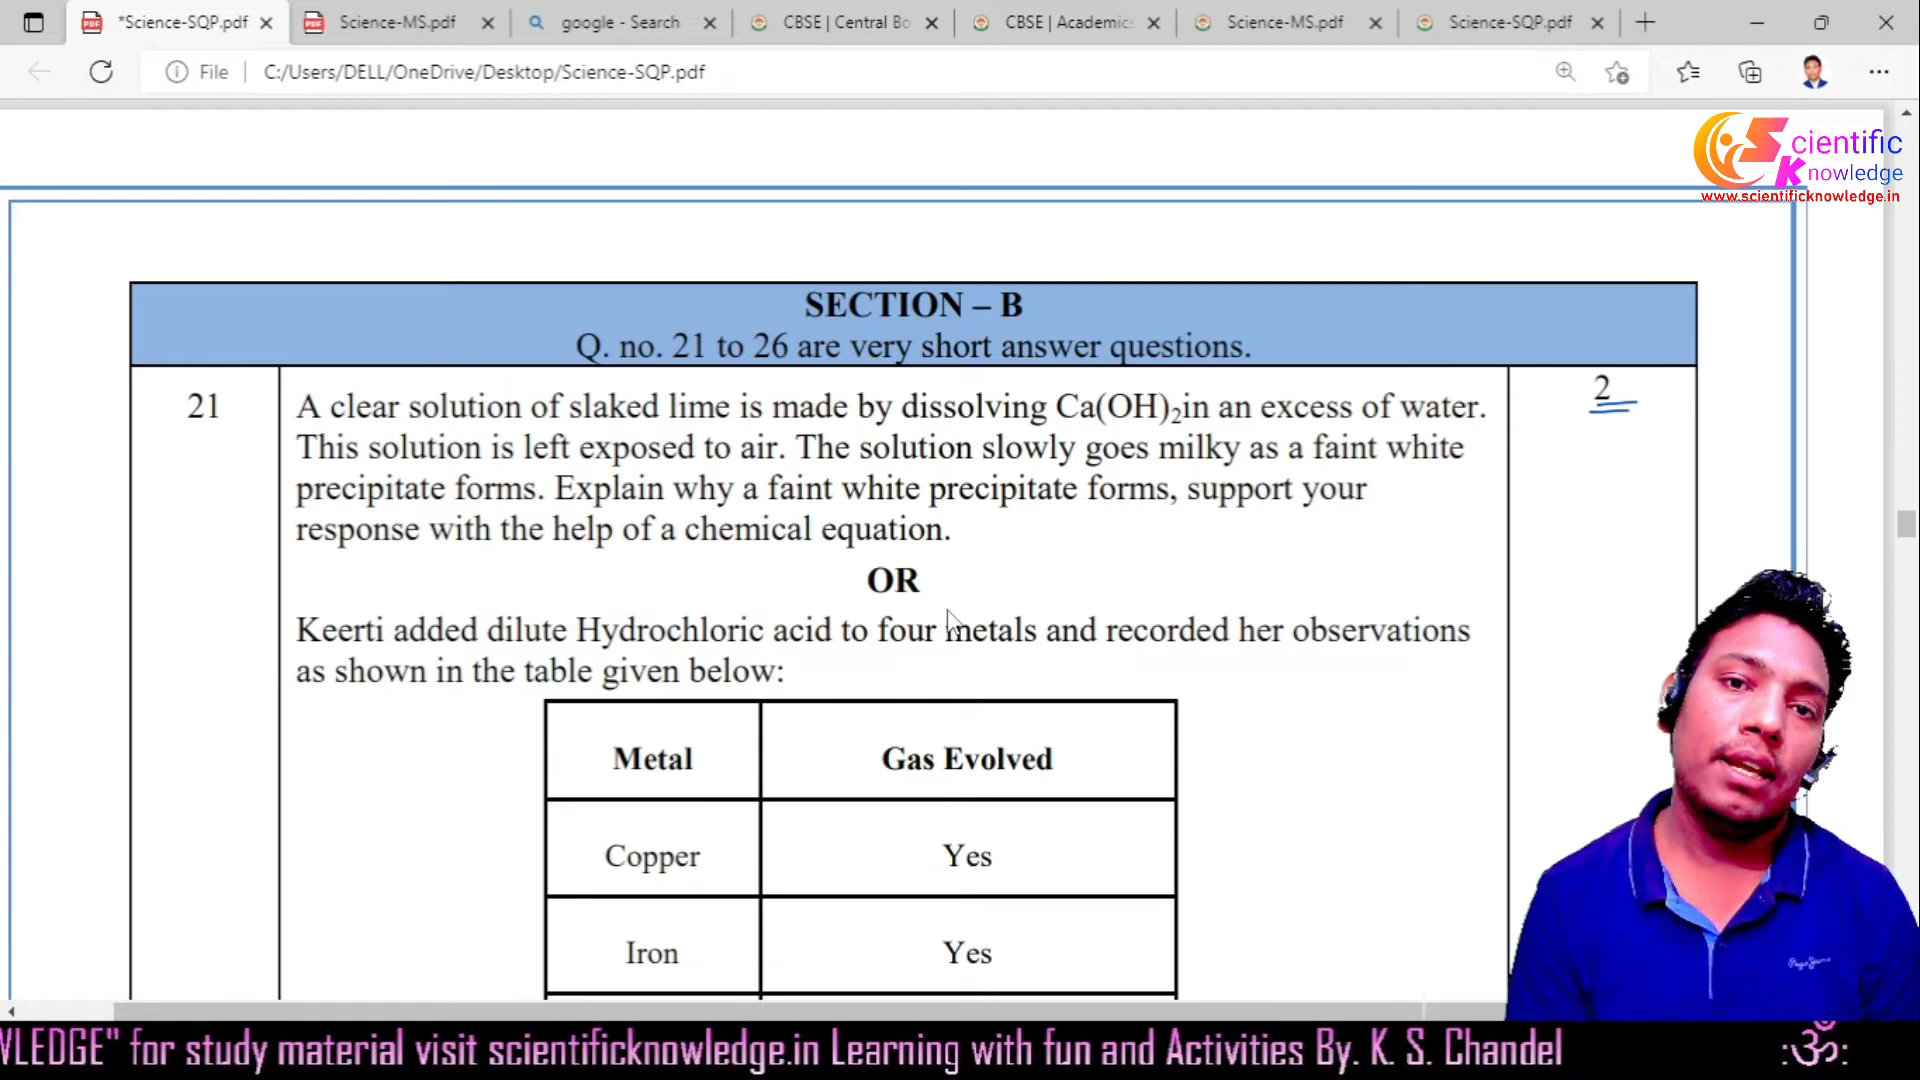 *Science-SQP.pdf
Science-MS.pdf
google - Search
CBSE | Central Bo
CBSE | Academics
Science-MS.pdf
Science-SQP.pdf
File
C:/Users/DELL/OneDrive/Desktop/Science-SQP.pdf
Scientific
Knowledge
www.scientificknowledge.in
SECTION – B
Q. no. 21 to 26 are very short answer questions.
21
A clear solution of slaked lime is made by dissolving Ca(OH)₂in an excess of water.
This solution is left exposed to air. The solution slowly goes milky as a faint white
precipitate forms. Explain why a faint white precipitate forms, support your
response with the help of a chemical equation.
2
OR
Keerti added dilute Hydrochloric acid to four metals and recorded her observations
as shown in the table given below:
Metal
Gas Evolved
Copper
Yes
Iron
Yes
WLEDGE" for study material visit scientificknowledge.in Learning with fun and Activities By. K. S. Chandel
:ॐ: